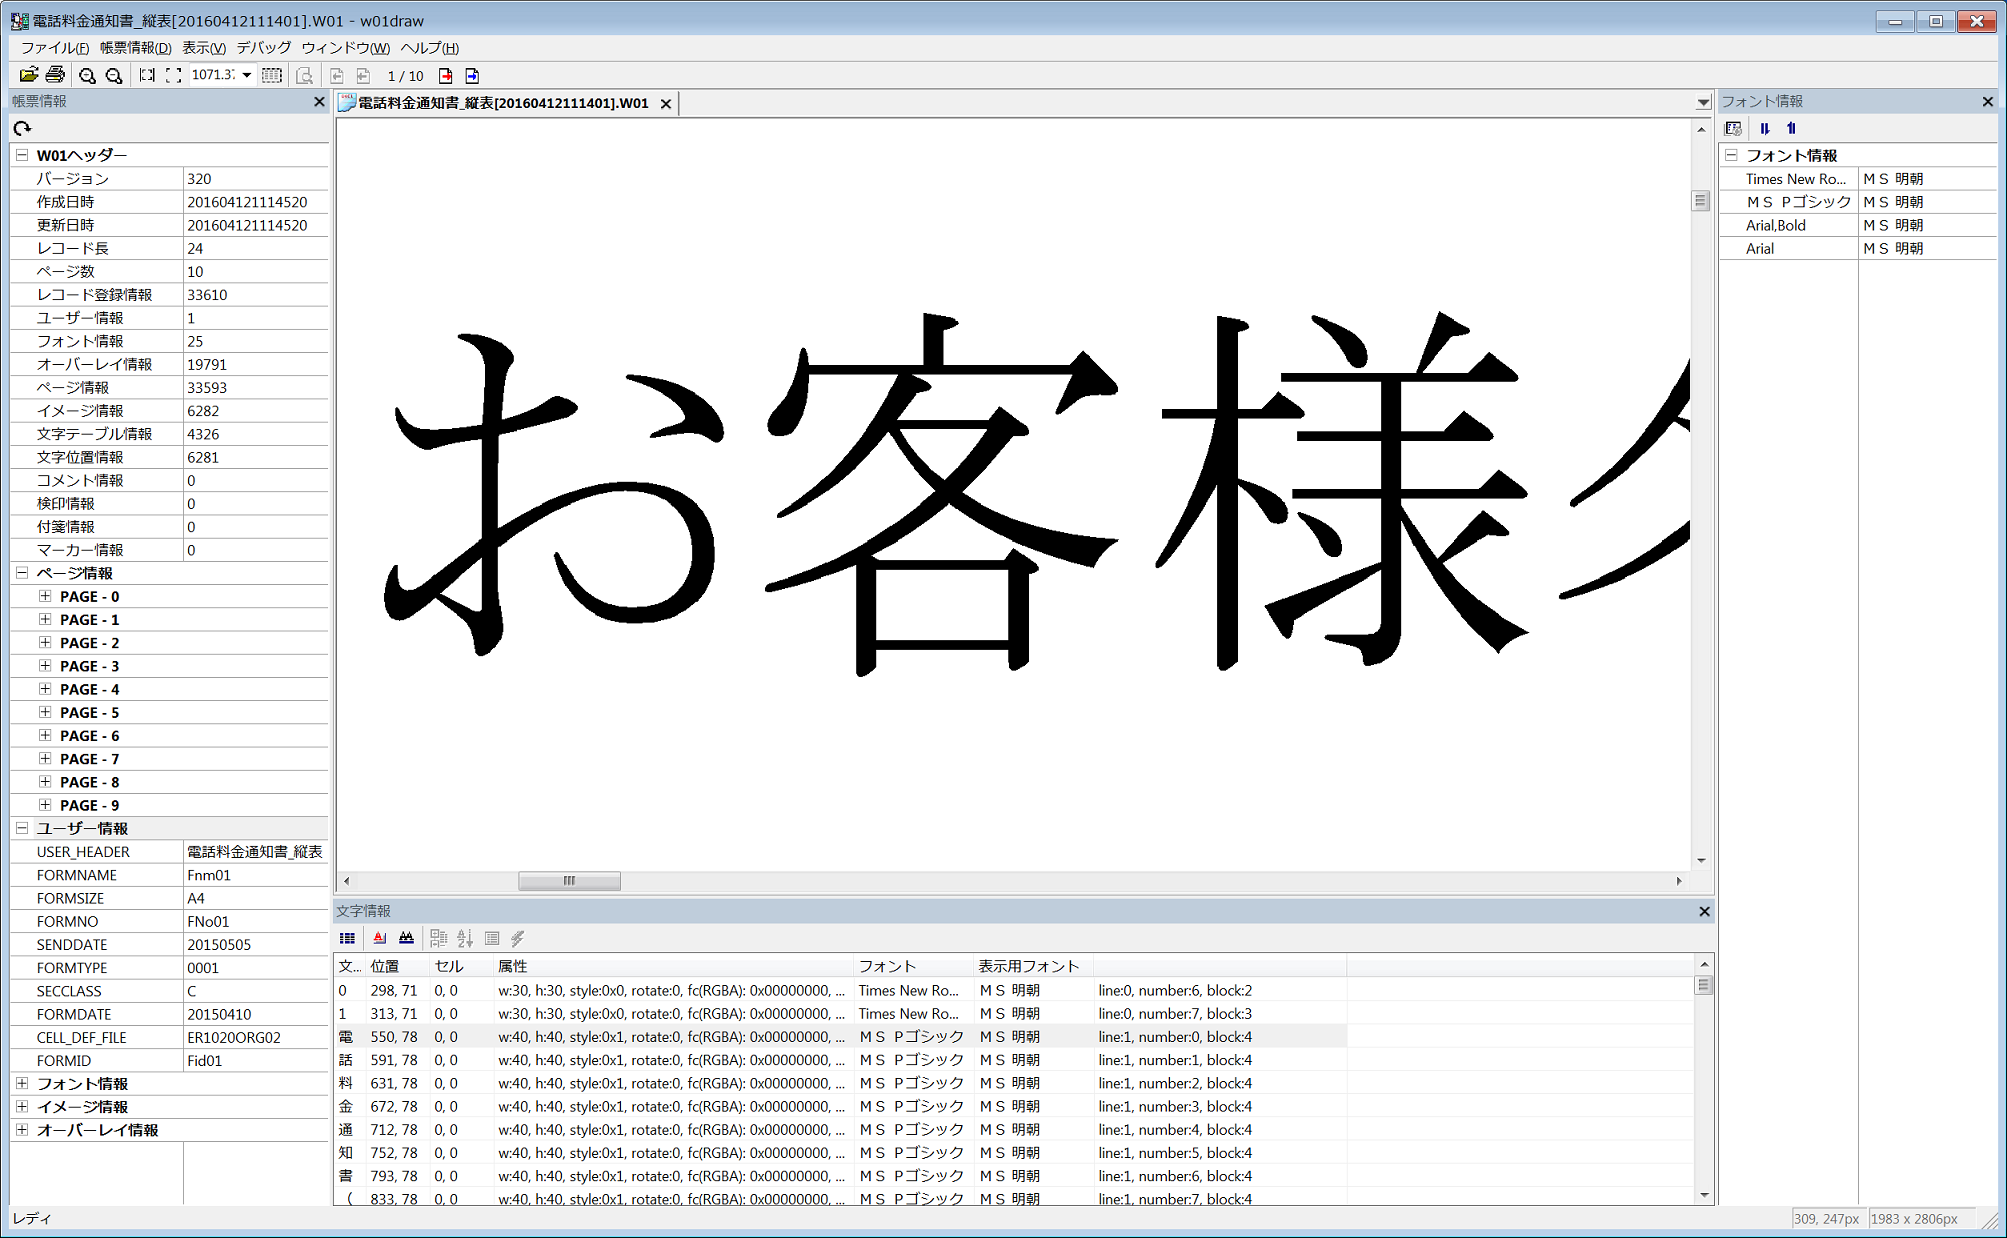 電話料金通知書_縦表[20160412111401].W01 - w01draw
ファイル(F) 帳票情報(D) 表示(V) デバッグ ウィンドウ(W) ヘルプ(H)
1 / 10
帳票情報
W01ヘッダー
バージョン 320
作成日時 201604121114520
更新日時 201604121114520
レコード長 24
ページ数 10
レコード登録情報 33610
ユーザー情報 1
フォント情報 25
オーバーレイ情報 19791
ページ情報 33593
イメージ情報 6282
文字テーブル情報 4326
文字位置情報 6281
コメント情報 0
検印情報 0
付箋情報 0
マーカー情報 0
ページ情報
PAGE - 0
PAGE - 1
PAGE - 2
PAGE - 3
PAGE - 4
PAGE - 5
PAGE - 6
PAGE - 7
PAGE - 8
PAGE - 9
ユーザー情報
USER_HEADER 電話料金通知書_縦表
FORMNAME Fnm01
FORMSIZE A4
FORMNO FNo01
SENDDATE 20150505
FORMTYPE 0001
SECCLASS C
FORMDATE 20150410
CELL_DEF_FILE ER1020ORG02
FORMID Fid01
フォント情報
イメージ情報
オーバーレイ情報
電話料金通知書_縦表[20160412111401].W01
お客様
文字情報
文... 位置 セル 属性 フォント 表示用フォント
0 298, 71 0, 0 w:30, h:30, style:0x0, rotate:0, fc(RGBA): 0x00000000, ... Times New Ro... ＭＳ 明朝 line:0, number:6, block:2
1 313, 71 0, 0 w:30, h:30, style:0x0, rotate:0, fc(RGBA): 0x00000000, ... Times New Ro... ＭＳ 明朝 line:0, number:7, block:3
電 550, 78 0, 0 w:40, h:40, style:0x1, rotate:0, fc(RGBA): 0x00000000, ... ＭＳ Ｐゴシック ＭＳ 明朝 line:1, number:0, block:4
話 591, 78 0, 0 w:40, h:40, style:0x1, rotate:0, fc(RGBA): 0x00000000, ... ＭＳ Ｐゴシック ＭＳ 明朝 line:1, number:1, block:4
料 631, 78 0, 0 w:40, h:40, style:0x1, rotate:0, fc(RGBA): 0x00000000, ... ＭＳ Ｐゴシック ＭＳ 明朝 line:1, number:2, block:4
金 672, 78 0, 0 w:40, h:40, style:0x1, rotate:0, fc(RGBA): 0x00000000, ... ＭＳ Ｐゴシック ＭＳ 明朝 line:1, number:3, block:4
通 712, 78 0, 0 w:40, h:40, style:0x1, rotate:0, fc(RGBA): 0x00000000, ... ＭＳ Ｐゴシック ＭＳ 明朝 line:1, number:4, block:4
知 752, 78 0, 0 w:40, h:40, style:0x1, rotate:0, fc(RGBA): 0x00000000, ... ＭＳ Ｐゴシック ＭＳ 明朝 line:1, number:5, block:4
書 793, 78 0, 0 w:40, h:40, style:0x1, rotate:0, fc(RGBA): 0x00000000, ... ＭＳ Ｐゴシック ＭＳ 明朝 line:1, number:6, block:4
（ 833, 78 0, 0 w:40, h:40, style:0x1, rotate:0, fc(RGBA): 0x00000000, ... ＭＳ Ｐゴシック ＭＳ 明朝 line:1, number:7, block:4
フォント情報
フォント情報
Times New Ro... ＭＳ 明朝
ＭＳ Ｐゴシック ＭＳ 明朝
Arial,Bold ＭＳ 明朝
Arial ＭＳ 明朝
レディ
309, 247px 1983 x 2806px